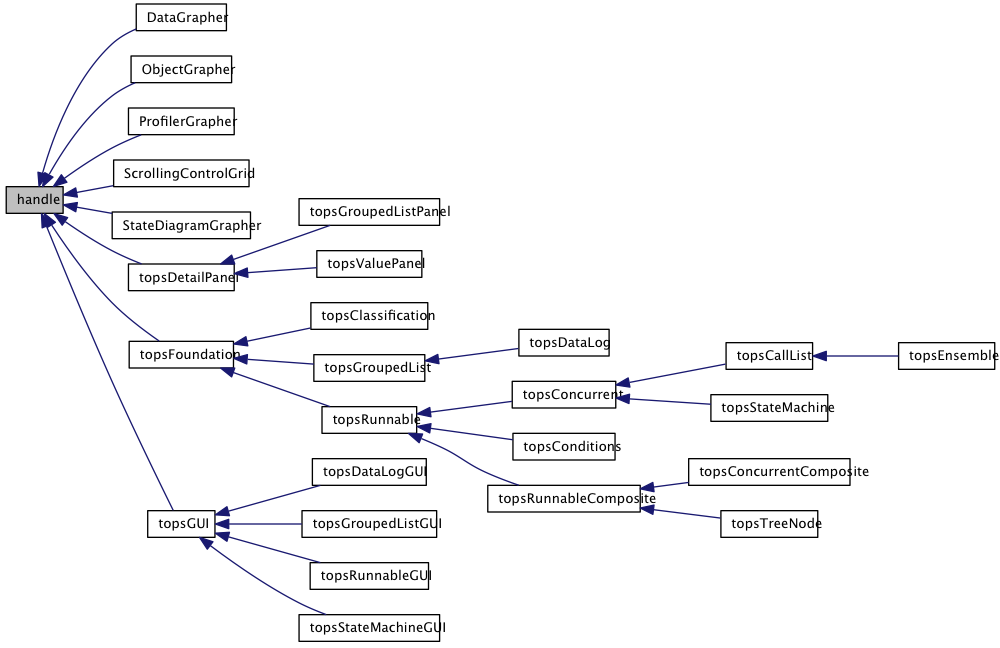 DataGrapher
ObjectGrapher
ProfilerGrapher
ScrollingControlGrid
handle
StateDiagramGrapher
topsGroupedListPanel
topsDetailPanel
topsValuePanel
topsClassification
topsFoundation
topsGroupedList
topsDataLog
topsCallList
topsEnsemble
topsConcurrent
topsStateMachine
topsRunnable
topsConditions
topsDataLogGUI
topsConcurrentComposite
topsRunnableComposite
topsGUI
topsGroupedListGUI
topsTreeNode
topsRunnableGUI
topsStateMachineGUI